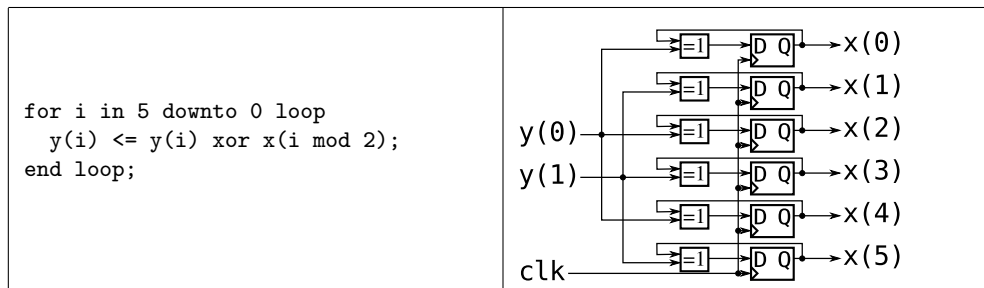 for i in 5 downto 0 loop
y(i) <= y(i) xor x(i mod 2);
end loop;
=1 D Q x(0)
=1 D Q x(1)
y(0) =1 D Q x(2)
y(1) =1 D Q x(3)
=1 D Q x(4)
=1 D Q x(5)
clk